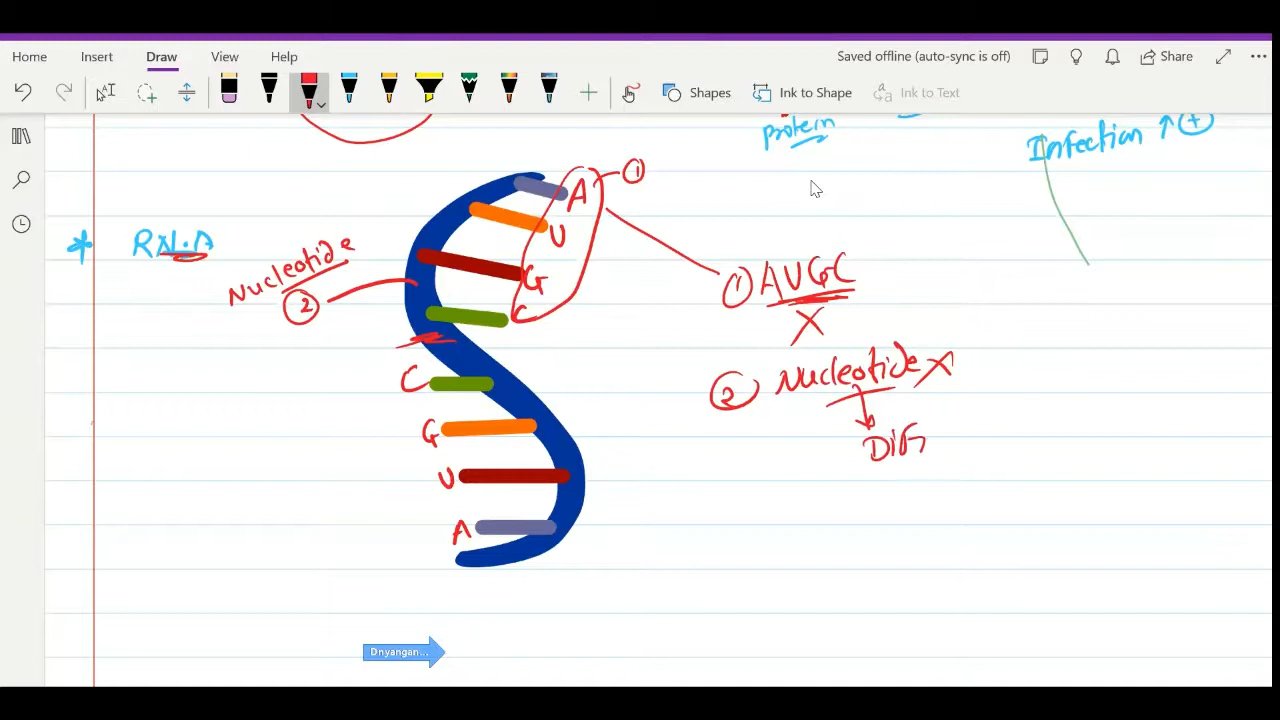 Home Insert Draw View Help Saved offline (auto-sync is off) Share
Shapes Ink to Shape Ink to Text
Protein
Infection ↑ +
* RNA
Nucleotide
2
A
1
U
G
C
C
G
U
A
1 AUGC
X
2 Nucleotide X
Diff
Dnyangan...